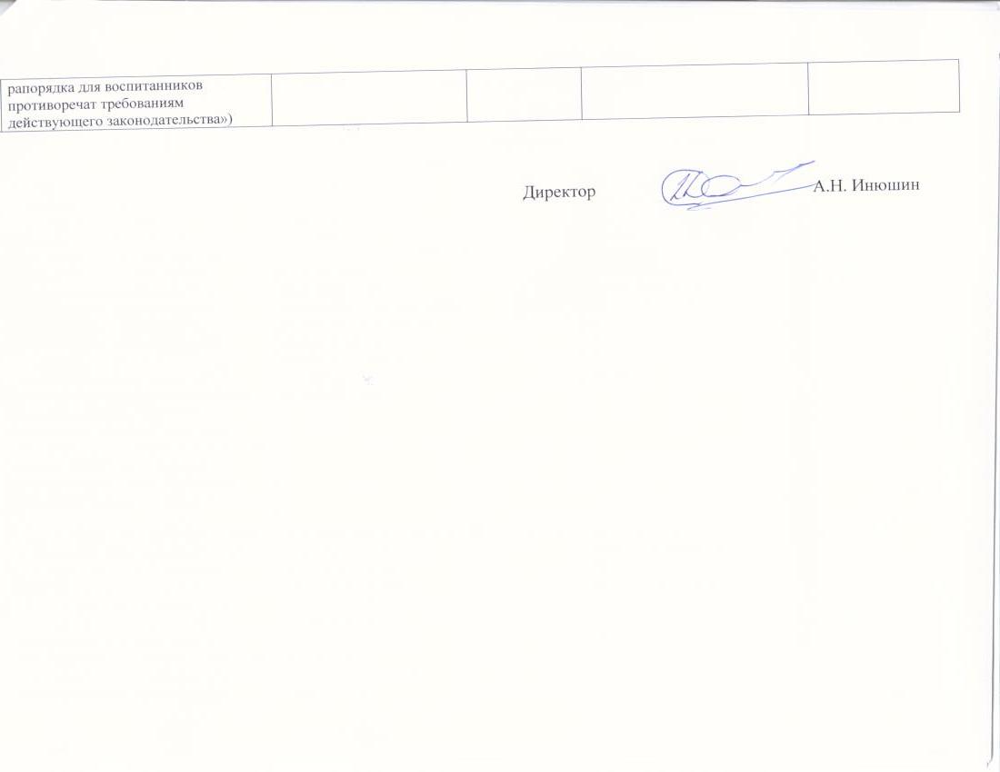 рапорядка для воспитанников
противоречат требованиям
действующего законодательства»)
Директор А.Н. Инюшин